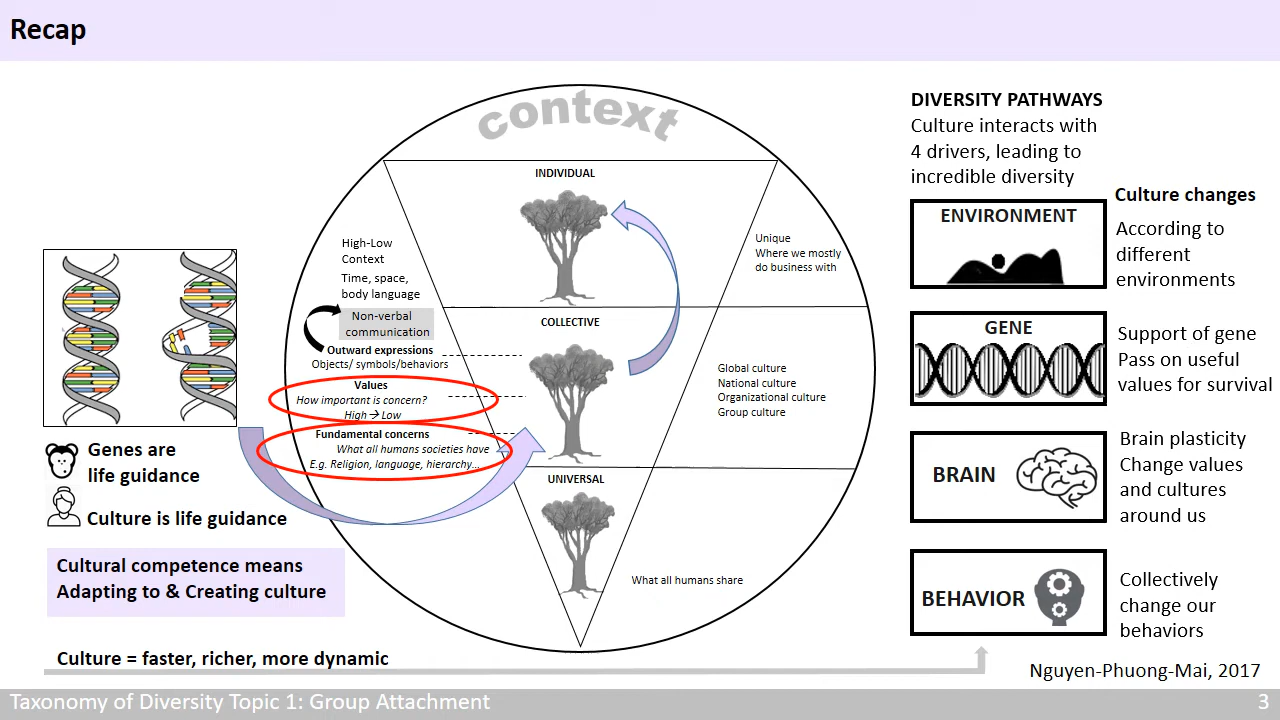 Recap
context
INDIVIDUAL
High-Low
Context
Time, space,
body language
Non-verbal
communication
Outward expressions
Objects/ symbols/behaviors
Values
How important is concern?
High → Low
Fundamental concerns
What all humans societies have
E.g. Religion, language, hierarchy...
Unique
Where we mostly
do business with
COLLECTIVE
Global culture
National culture
Organizational culture
Group culture
UNIVERSAL
What all humans share
Genes are
life guidance
Culture is life guidance
Cultural competence means
Adapting to & Creating culture
Culture = faster, richer, more dynamic
DIVERSITY PATHWAYS
Culture interacts with
4 drivers, leading to
incredible diversity
Culture changes
ENVIRONMENT
According to
different
environments
GENE
Support of gene
Pass on useful
values for survival
BRAIN
Brain plasticity
Change values
and cultures
around us
BEHAVIOR
Collectively
change our
behaviors
Nguyen-Phuong-Mai, 2017
Taxonomy of Diversity Topic 1: Group Attachment
3